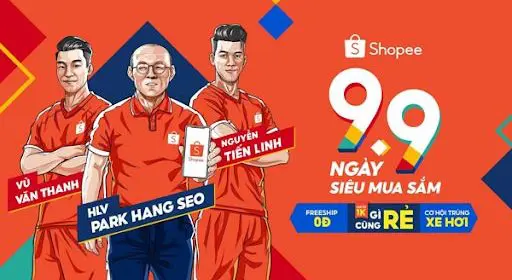 VŨ
VĂN THANH
HLV
PARK HANG SEO
NGUYỄN
TIẾN LINH
S
Shopee
S
Shopee
9.9
NGÀY
SIÊU MUA SẮM
FREESHIP
0Đ
1K
GÌ
CŨNG
RẺ
CƠ HỘI TRÚNG
XE HƠI